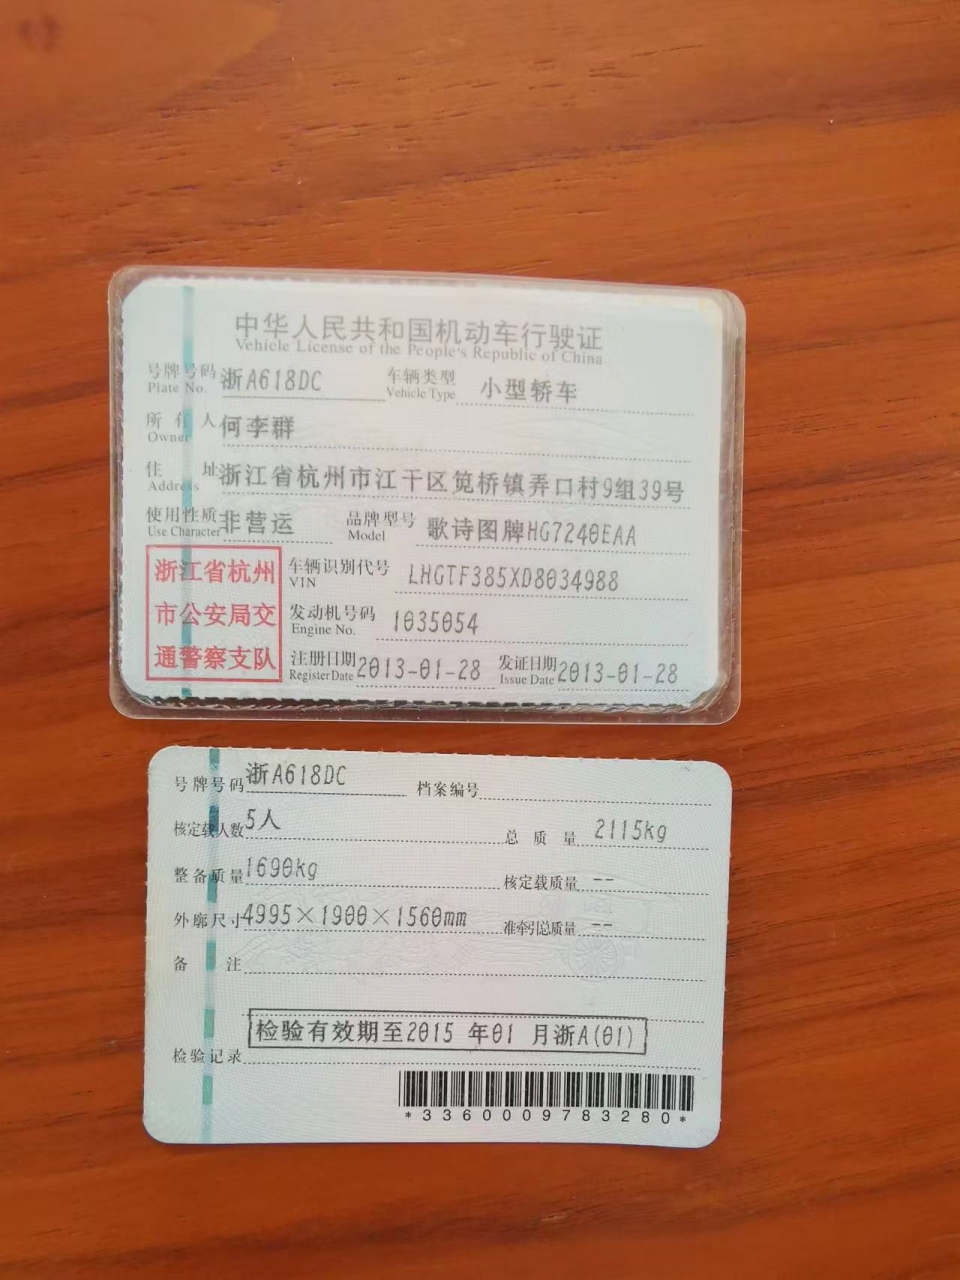 中华人民共和国机动车行驶证
Vehicle License of the People's Republic of China
号牌号码 浙A618DC 车辆类型 小型轿车
Plate No. Vehicle Type
所有人 何李群
Owner
住址 浙江省杭州市江干区笕桥镇弄口村9组39号
Address
使用性质 非营运 品牌型号 歌诗图牌HG7240EAA
Use Character Model
浙江省杭州 车辆识别代号 LHGTF385XD8034988
VIN
市公安局交 发动机号码 1035054
Engine No.
通警察支队 注册日期 2013-01-28 发证日期 2013-01-28
Register Date Issue Date
号牌号码 浙A618DC 档案编号
核定载人数 5人 总质量 2115kg
整备质量 1690kg 核定载质量 --
外廓尺寸 4995×1900×1560mm 准牵引总质量 --
备注
检验有效期至2015 年01 月浙A(01)
检验记录
*3360009783280*